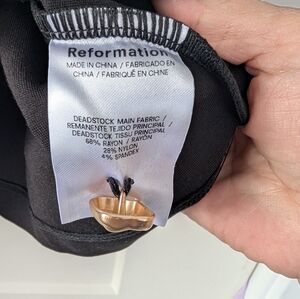 Reformation
MADE IN CHINA / FABRICADO EN
CHINA / FABRIQUÉ EN CHINE
DEADSTOCK MAIN FABRIC /
REMANENTE TEJIDO PRINCIPAL /
DEADSTOCK TISSU PRINCIPAL
68% RAYON / RAYÓN
28% NYLON
4% SPANDEX